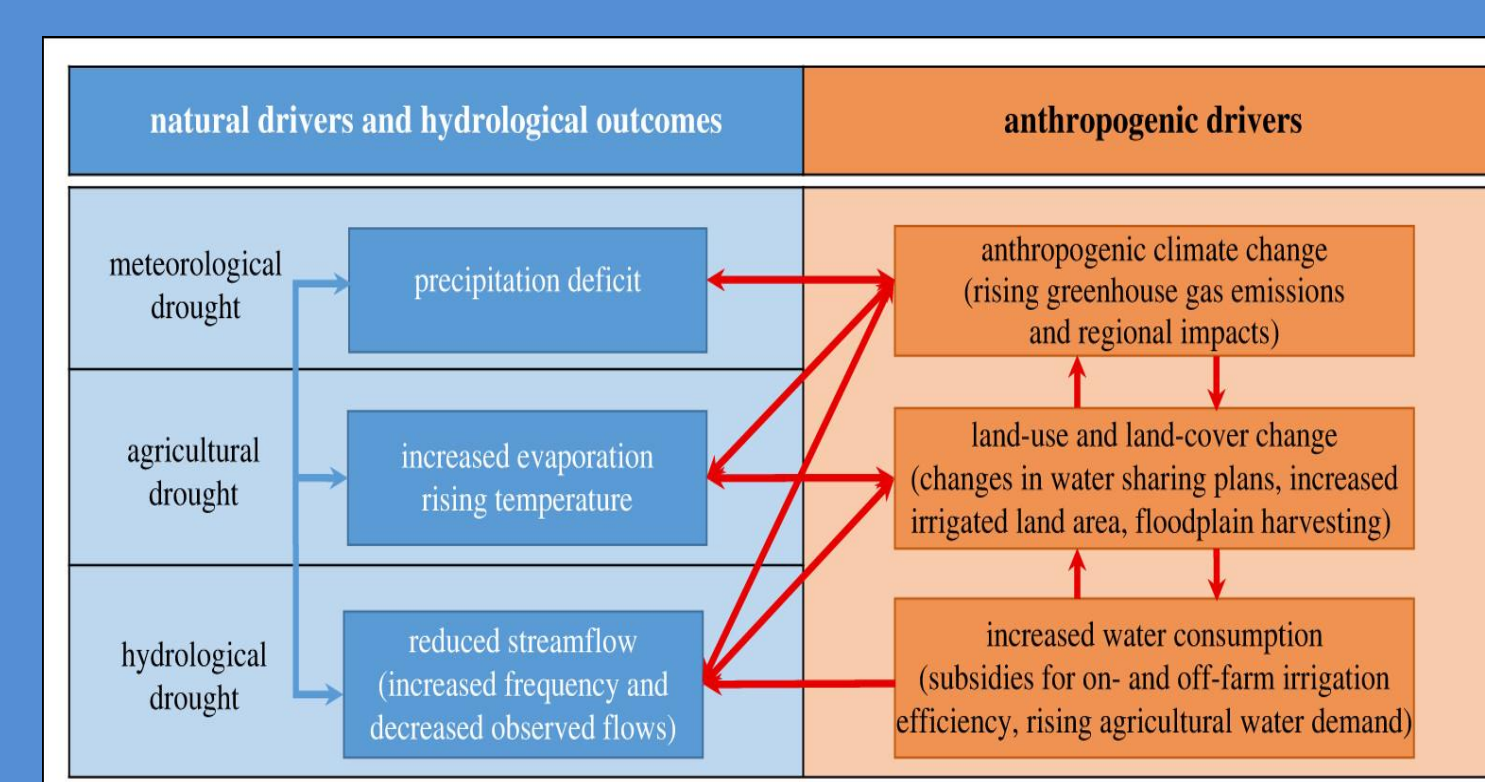 natural drivers and hydrological outcomes
anthropogenic drivers
meteorological
drought
precipitation deficit
anthropogenic climate change
(rising greenhouse gas emissions
and regional impacts)
agricultural
drought
increased evaporation
rising temperature
land-use and land-cover change
(changes in water sharing plans, increased
irrigated land area, floodplain harvesting)
hydrological
drought
reduced streamflow
(increased frequency and
decreased observed flows)
increased water consumption
(subsidies for on- and off-farm irrigation
efficiency, rising agricultural water demand)